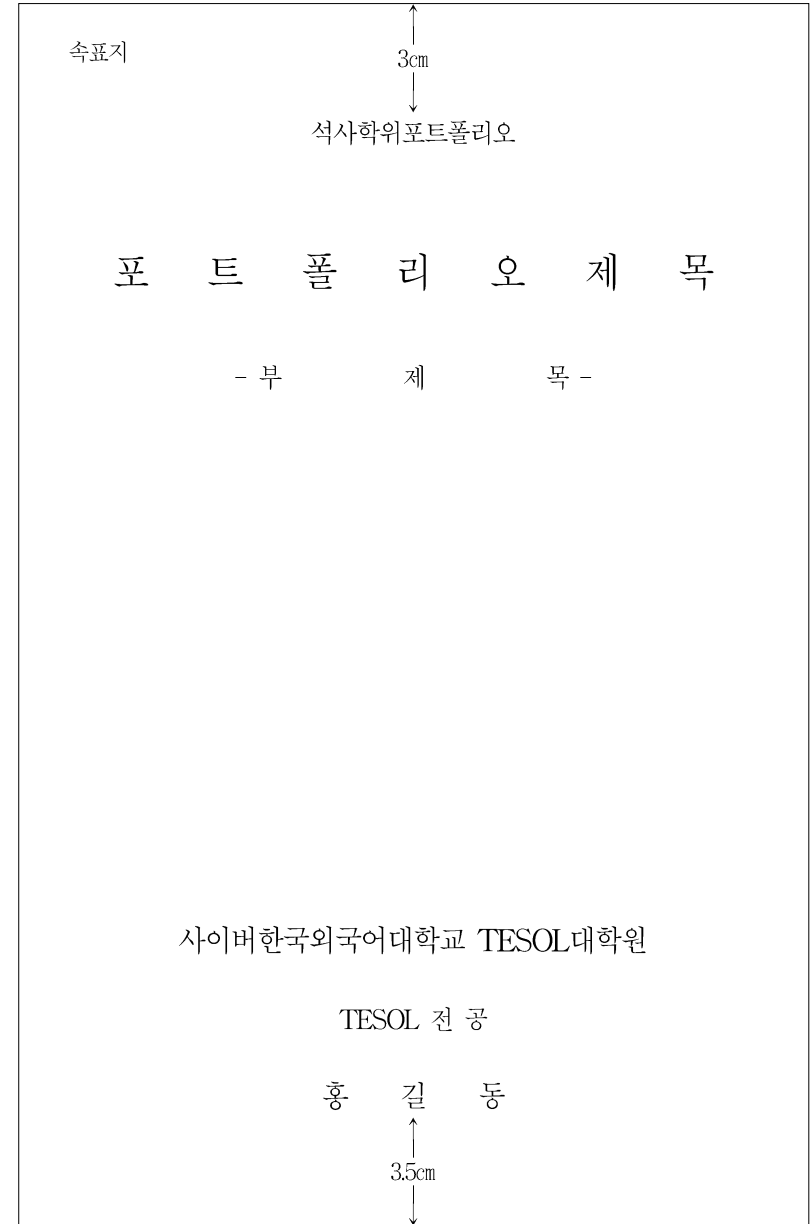 속표지
3㎝
석사학위포트폴리오
포 트 폴 리 오 제 목
- 부 제 목 -
사이버한국외국어대학교 TESOL대학원
TESOL 전 공
홍 길 동
3.5㎝